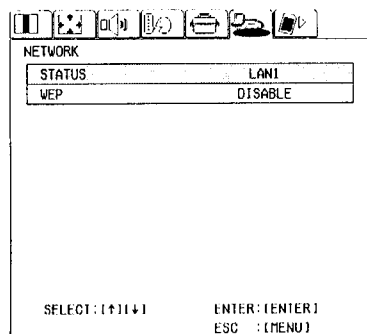 NETWORK
STATUS LAN1
WEP DISABLE
SELECT:[↑][↓] ENTER:[ENTER]
ESC :[MENU]